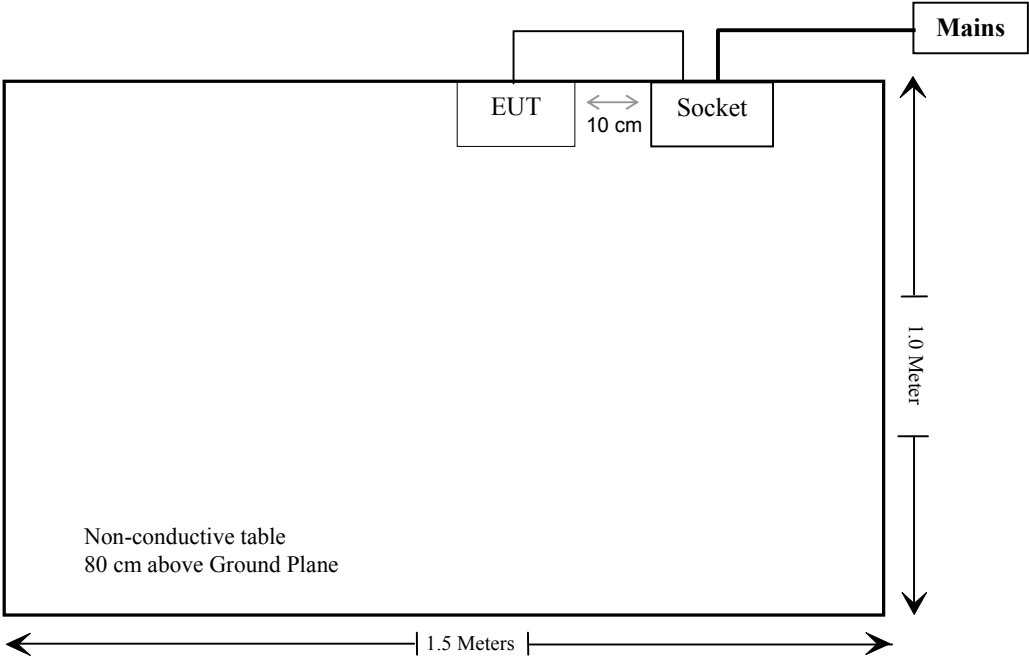 Mains
EUT
10 cm
Socket
1.0 Meter
Non-conductive table
80 cm above Ground Plane
1.5 Meters